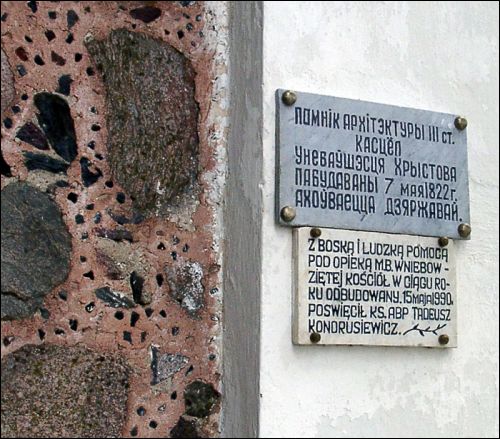 ПОМНІК АРХІТЭКТУРЫ III СТ.
КАСЦЁЛ
УНЕБАЎШЭСЦЯ ХРЫСТОВА
ПАБУДАВАНЫ 7 МАЯ 1822 Г.
АХОЎВАЕЦЦА ДЗЯРЖАВАЙ.
Z BOSKĄ I LUDZKĄ POMOCĄ
POD OPIEKĄ M.B. WNIEBOW-
ZIĘTEJ KOŚCIÓŁ W CIĄGU RO-
KU ODBUDOWANY. 15 MAJA 1990.
POŚWIĘCIŁ KS. ABP TADEUSZ
KONDRUSIEWICZ.